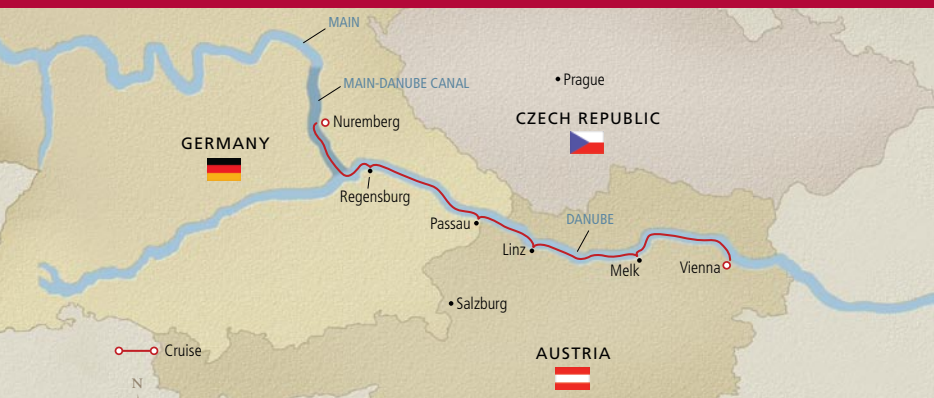 MAIN
MAIN-DANUBE CANAL
Prague
CZECH REPUBLIC
Nuremberg
GERMANY
Regensburg
Passau
DANUBE
Linz
Melk
Vienna
Salzburg
Cruise
AUSTRIA
N